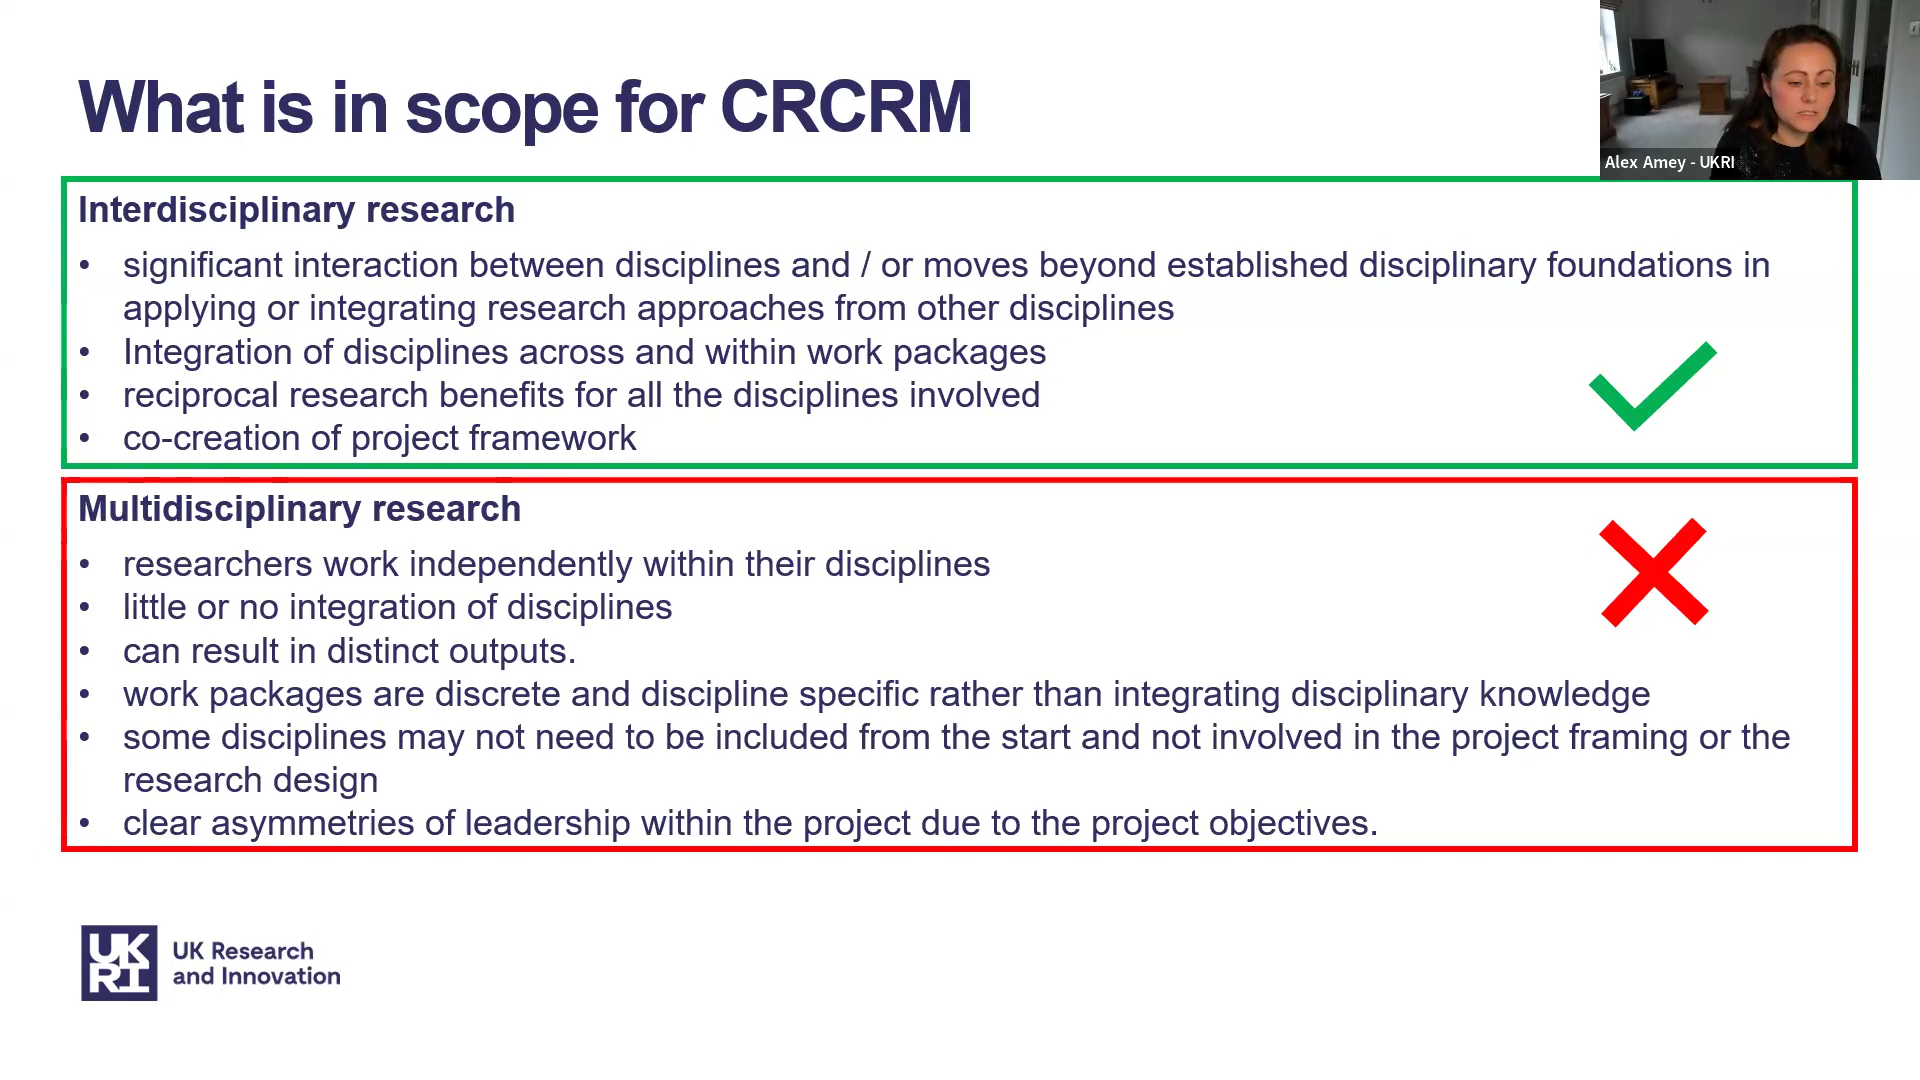 What is in scope for CRCRM
Alex Amey - UKRI
Interdisciplinary research
• significant interaction between disciplines and / or moves beyond established disciplinary foundations in
applying or integrating research approaches from other disciplines
• Integration of disciplines across and within work packages
• reciprocal research benefits for all the disciplines involved
• co-creation of project framework
Multidisciplinary research
• researchers work independently within their disciplines
• little or no integration of disciplines
• can result in distinct outputs.
• work packages are discrete and discipline specific rather than integrating disciplinary knowledge
• some disciplines may not need to be included from the start and not involved in the project framing or the
research design
• clear asymmetries of leadership within the project due to the project objectives.
UK
RI
UK Research
and Innovation